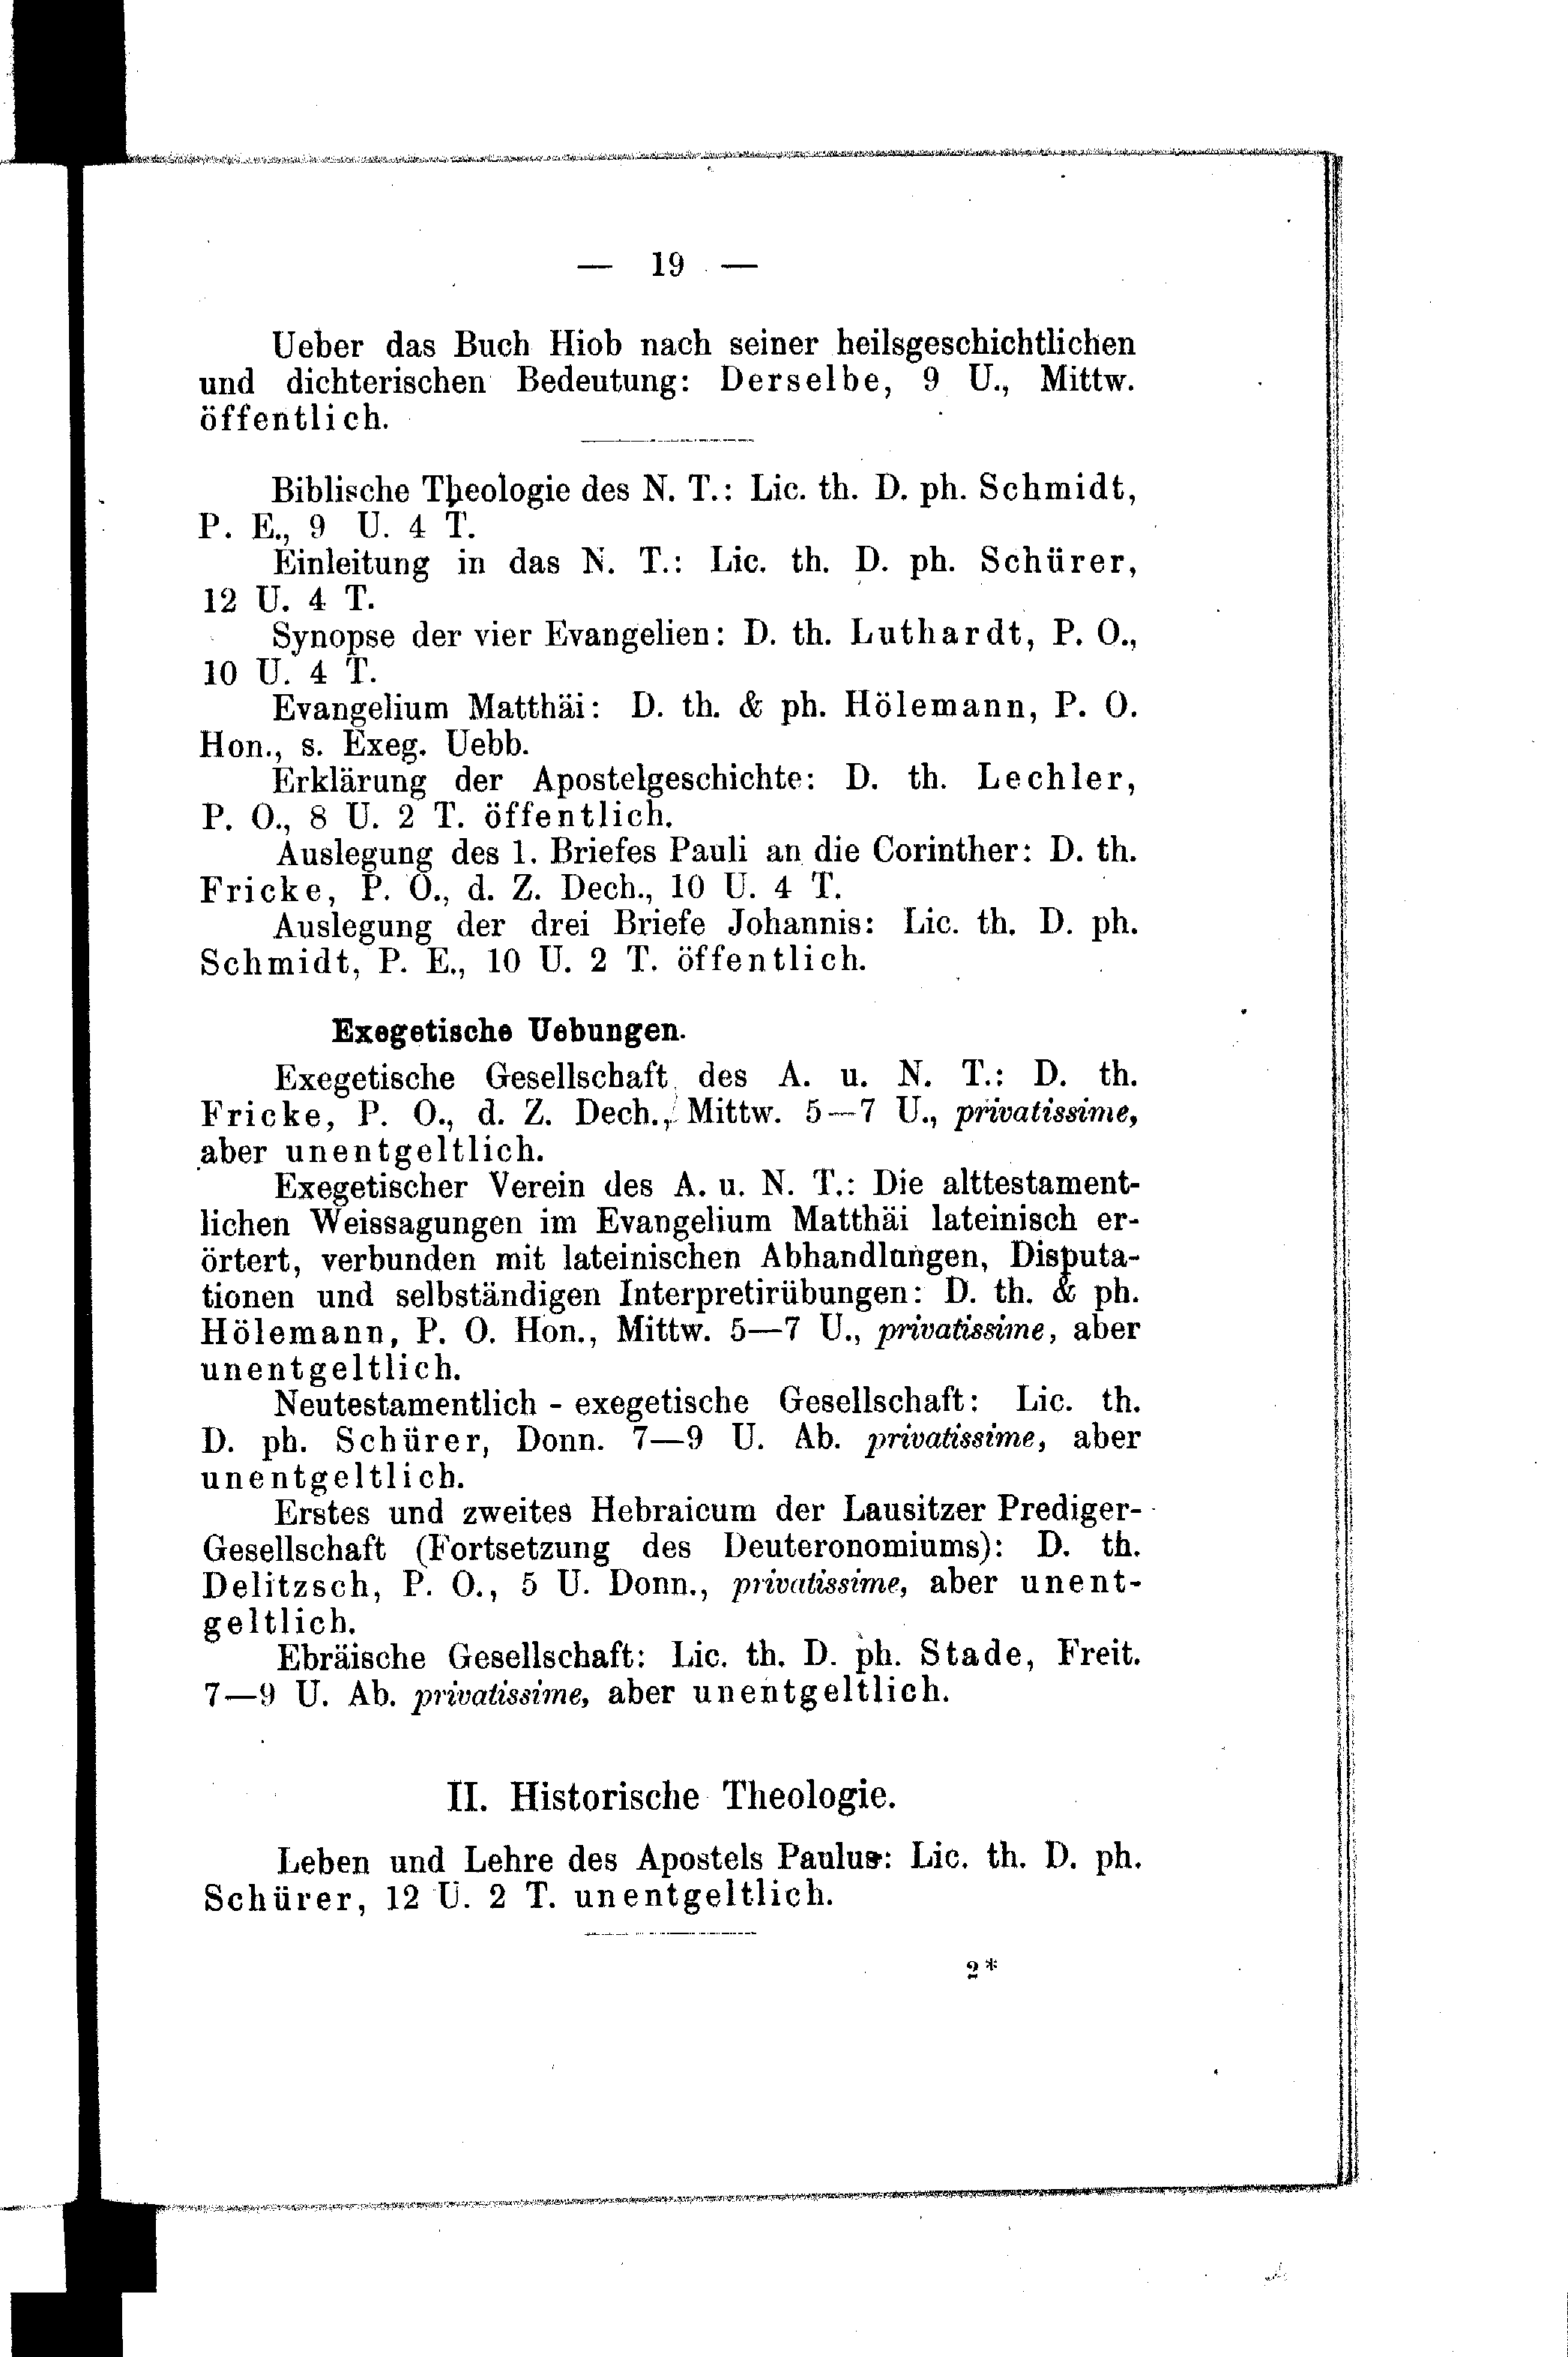 — 19 —
Ueber das Buch Hiob nach seiner heilsgeschichtlichen
und dichterischen Bedeutung: Derselbe, 9 U., Mittw.
öffentlich.
Biblische Theologie des N. T.: Lic. th. D. ph. Schmidt,
P. E., 9 U. 4 T.
Einleitung in das N. T.: Lic. th. D. ph. Schürer,
12 U. 4 T.
Synopse der vier Evangelien: D. th. Luthardt, P. O.,
10 U. 4 T.
Evangelium Matthäi: D. th. & ph. Hölemann, P. O.
Hon., s. Exeg. Uebb.
Erklärung der Apostelgeschichte: D. th. Lechler,
P. O., 8 U. 2 T. öffentlich.
Auslegung des 1. Briefes Pauli an die Corinther: D. th.
Fricke, P. O., d. Z. Dech., 10 U. 4 T.
Auslegung der drei Briefe Johannis: Lic. th. D. ph.
Schmidt, P. E., 10 U. 2 T. öffentlich.
Exegetische Uebungen.
Exegetische Gesellschaft des A. u. N. T.: D. th.
Fricke, P. O., d. Z. Dech., Mittw. 5—7 U., privatissime,
aber unentgeltlich.
Exegetischer Verein des A. u. N. T.: Die alttestament-
lichen Weissagungen im Evangelium Matthäi lateinisch er-
örtert, verbunden mit lateinischen Abhandlungen, Disputa-
tionen und selbständigen Interpretirübungen: D. th. & ph.
Hölemann, P. O. Hon., Mittw. 5—7 U., privatissime, aber
unentgeltlich.
Neutestamentlich - exegetische Gesellschaft: Lic. th.
D. ph. Schürer, Donn. 7—9 U. Ab. privatissime, aber
unentgeltlich.
Erstes und zweites Hebraicum der Lausitzer Prediger-
Gesellschaft (Fortsetzung des Deuteronomiums): D. th.
Delitzsch, P. O., 5 U. Donn., privatissime, aber unent-
geltlich.
Ebräische Gesellschaft: Lic. th. D. ph. Stade, Freit.
7—9 U. Ab. privatissime, aber unentgeltlich.
II. Historische Theologie.
Leben und Lehre des Apostels Paulus: Lic. th. D. ph.
Schürer, 12 U. 2 T. unentgeltlich.
2*